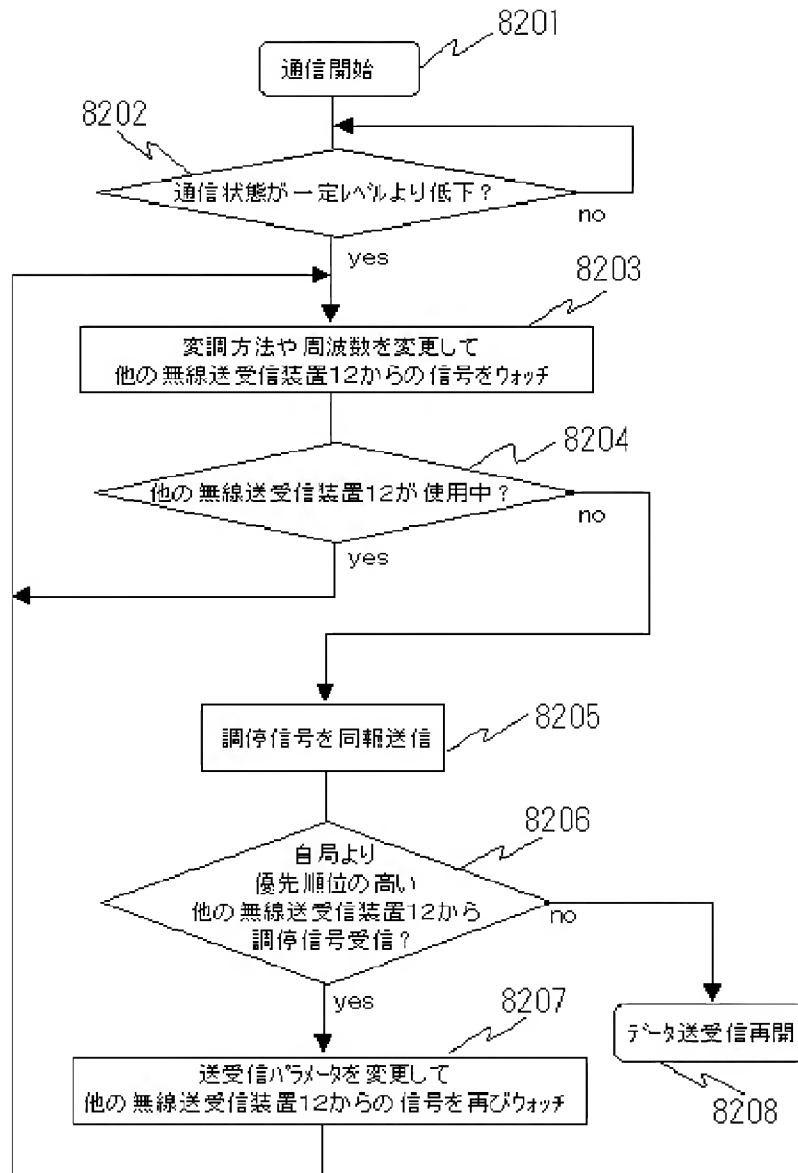 8201
通信開始
8202
通信状態が一定ﾚﾍﾞﾙより低下？
no
yes
8203
変調方法や周波数を変更して
他の無線送受信装置12からの信号をｳｫｯﾁ
8204
他の無線送受信装置12が使用中？
no
yes
調停信号を同報送信
8205
8206
自局より
優先順位の高い
他の無線送受信装置12から
調停信号受信？
no
yes
8207
送受信ﾊﾟﾗﾒｰﾀを変更して
他の無線送受信装置12からの信号を再びｳｫｯﾁ
ﾃﾞｰﾀ送受信再開
8208